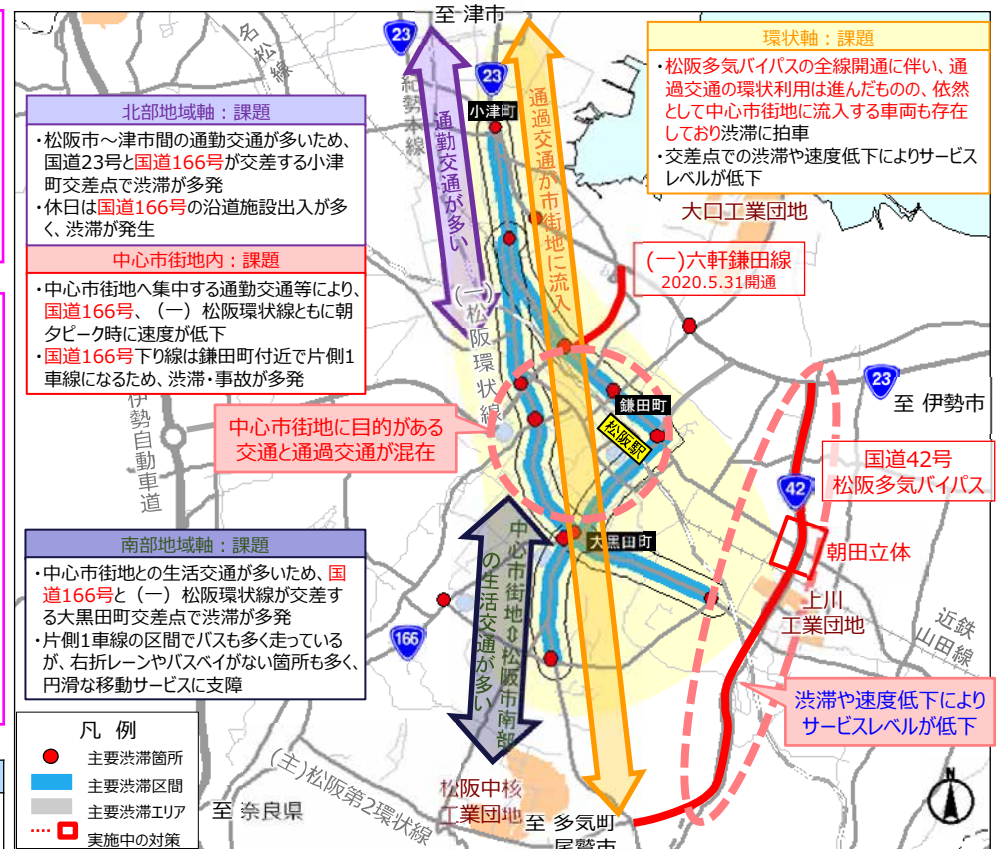 至 津市
23
名松線
紀勢本線
23
小津町
通勤交通が多い
通過交通が市街地に流入
環状軸：課題
・松阪多気バイパスの全線開通に伴い、通
過交通の環状利用は進んだものの、依然
として中心市街地に流入する車両も存在
しており渋滞に拍車
・交差点での渋滞や速度低下によりサービス
レベルが低下
北部地域軸：課題
・松阪市～津市間の通勤交通が多いため、
国道23号と国道166号が交差する小津
町交差点で渋滞が多発
・休日は国道166号の沿道施設出入が多
く、渋滞が発生
中心市街地内：課題
・中心市街地へ集中する通勤交通等により、
国道166号、（一）松阪環状線ともに朝
夕ピーク時に速度が低下
・国道166号下り線は鎌田町付近で片側1
車線になるため、渋滞・事故が多発
大口工業団地
(一)六軒鎌田線
2020.5.31開通
(一)松阪環状線
23
至 伊勢市
鎌田町
松阪駅
伊勢自動車道
中心市街地に目的がある
交通と通過交通が混在
国道42号
松阪多気バイパス
42
朝田立体
大黒田町
上川
工業団地
近鉄
山田線
南部地域軸：課題
・中心市街地との生活交通が多いため、国
道166号と（一）松阪環状線が交差す
る大黒田町交差点で渋滞が多発
・片側1車線の区間でバスも多く走っている
が、右折レーンやバスベイがない箇所も多く、
円滑な移動サービスに支障
166
中心市街地⇔松阪市南部
の生活交通が多い
渋滞や速度低下により
サービスレベルが低下
凡 例
主要渋滞箇所
主要渋滞区間
主要渋滞エリア
実施中の対策
至 奈良県
(主)松阪第2環状線
松阪中核
工業団地
至 多気町
尾鷲市
N